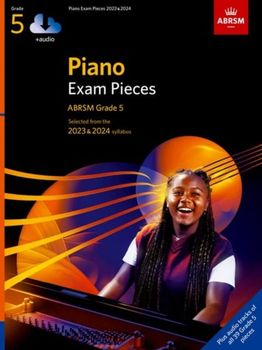 Grade
5
+audio
Piano Exam Pieces 2023 & 2024
ABRSM
Piano
Exam Pieces
ABRSM Grade 5
Selected from the
2023 & 2024 syllabus
Plus audio tracks of
all 39 Grade 5
pieces